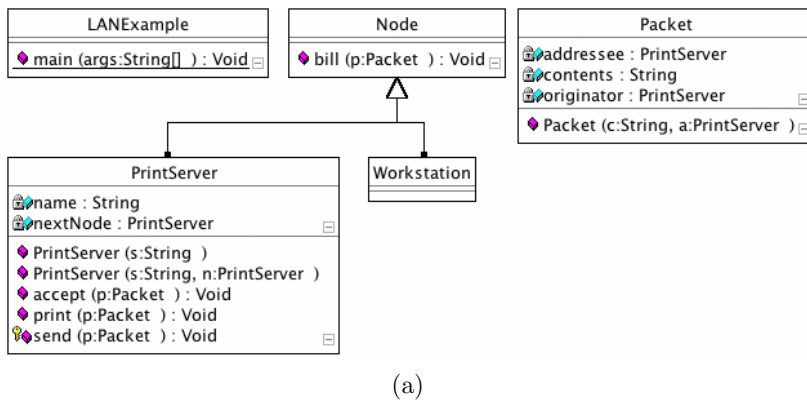 LANExample
main (args:String[] ) : Void
Node
bill (p:Packet ) : Void
Packet
addressee : PrintServer
contents : String
originator : PrintServer
Packet (c:String, a:PrintServer )
PrintServer
name : String
nextNode : PrintServer
PrintServer (s:String )
PrintServer (s:String, n:PrintServer )
accept (p:Packet ) : Void
print (p:Packet ) : Void
send (p:Packet ) : Void
Workstation
(a)